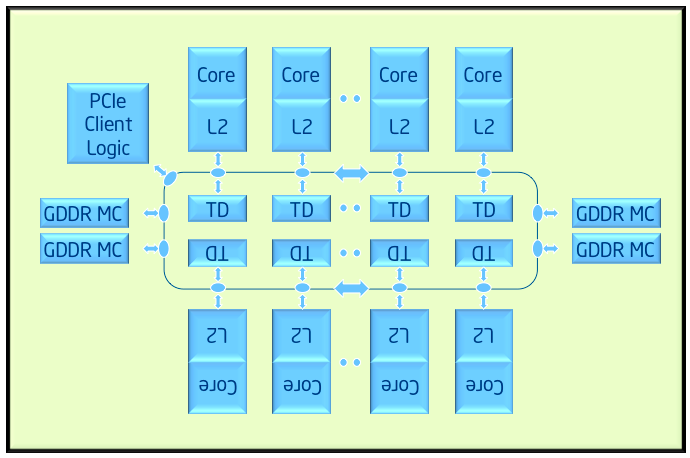 Core Core Core Core
PCIe
Client
Logic
L2 L2 L2 L2
GDDR MC TD TD TD TD GDDR MC
GDDR MC TD TD TD TD GDDR MC
L2 L2 L2 L2
Core Core Core Core